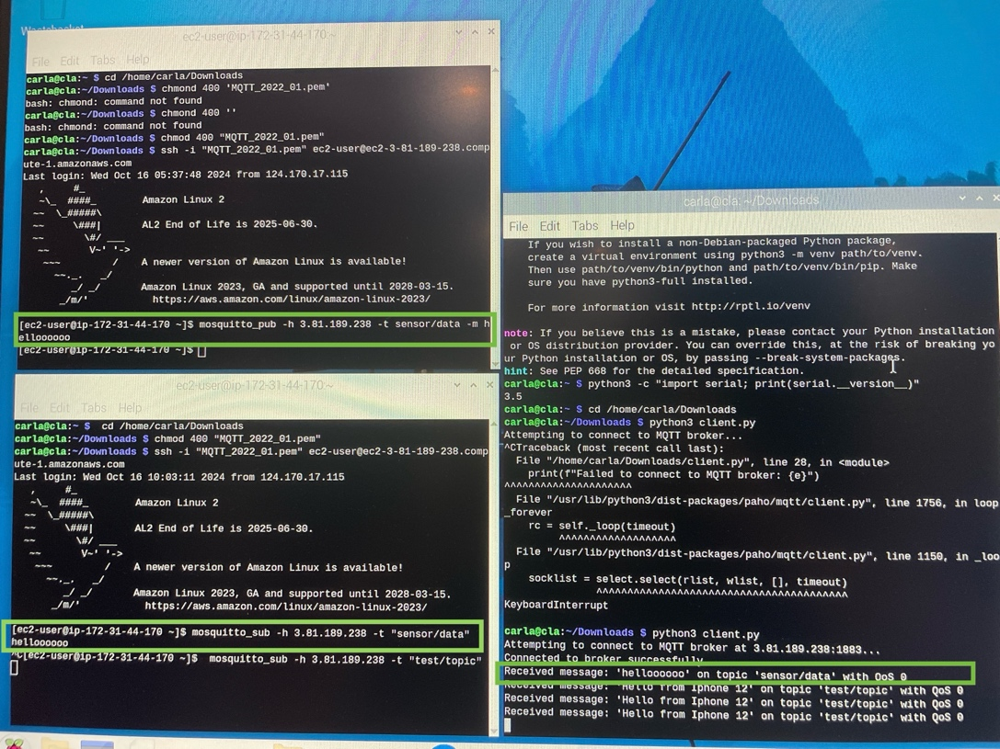 Wastebasket
ec2-user@ip-172-31-44-170:~
File Edit Tabs Help
carla@cla:~ $ cd /home/carla/Downloads
carla@cla:~/Downloads $ chmond 400 'MQTT_2022_01.pem'
bash: chmond: command not found
carla@cla:~/Downloads $ chmond 400 ''
bash: chmond: command not found
carla@cla:~/Downloads $ chmod 400 "MQTT_2022_01.pem"
carla@cla:~/Downloads $ ssh -i "MQTT_2022_01.pem" ec2-user@ec2-3-81-189-238.comp
ute-1.amazonaws.com
Last login: Wed Oct 16 05:37:48 2024 from 124.170.17.115
, #_
~\_ ####_ Amazon Linux 2
~~ \_#####\
~~ \###| AL2 End of Life is 2025-06-30.
~~ \#/ ___
~~ V~' '->
~~~ / A newer version of Amazon Linux is available!
~~._. _/
_/ _/ Amazon Linux 2023, GA and supported until 2028-03-15.
_/m/' https://aws.amazon.com/linux/amazon-linux-2023/
[ec2-user@ip-172-31-44-170 ~]$ mosquitto_pub -h 3.81.189.238 -t sensor/data -m h
elloooooo
[ec2-user@ip-172-31-44-170 ~]$
ec2-user@ip-172-31-44-170:~
File Edit Tabs Help
carla@cla:~ $  cd /home/carla/Downloads
carla@cla:~/Downloads $ chmod 400 "MQTT_2022_01.pem"
carla@cla:~/Downloads $ ssh -i "MQTT_2022_01.pem" ec2-user@ec2-3-81-189-238.comp
ute-1.amazonaws.com
Last login: Wed Oct 16 10:03:11 2024 from 124.170.17.115
, #_
~\_ ####_ Amazon Linux 2
~~ \_#####\
~~ \###| AL2 End of Life is 2025-06-30.
~~ \#/ ___
~~ V~' '->
~~~ / A newer version of Amazon Linux is available!
~~._. _/
_/ _/ Amazon Linux 2023, GA and supported until 2028-03-15.
_/m/' https://aws.amazon.com/linux/amazon-linux-2023/
[ec2-user@ip-172-31-44-170 ~]$ mosquitto_sub -h 3.81.189.238 -t "sensor/data"
helloooooo
^C[ec2-user@ip-172-31-44-170 ~]$  mosquitto_sub -h 3.81.189.238 -t "test/topic"
carla@cla: ~/Downloads
File Edit Tabs Help
If you wish to install a non-Debian-packaged Python package,
create a virtual environment using python3 -m venv path/to/venv.
Then use path/to/venv/bin/python and path/to/venv/bin/pip. Make
sure you have python3-full installed.
For more information visit http://rptl.io/venv
note: If you believe this is a mistake, please contact your Python installation
or OS distribution provider. You can override this, at the risk of breaking yo
ur Python installation or OS, by passing --break-system-packages.
hint: See PEP 668 for the detailed specification.
carla@cla:~ $ python3 -c "import serial; print(serial.__version__)"
3.5
carla@cla:~ $ cd /home/carla/Downloads
carla@cla:~/Downloads $ python3 client.py
Attempting to connect to MQTT broker...
^CTraceback (most recent call last):
File "/home/carla/Downloads/client.py", line 28, in <module>
print(f"Failed to connect to MQTT broker: {e}")
^^^^^^^^^^^^^^^^^^^^^
File "/usr/lib/python3/dist-packages/paho/mqtt/client.py", line 1756, in loop
_forever
rc = self._loop(timeout)
^^^^^^^^^^^^^^^^^^^
File "/usr/lib/python3/dist-packages/paho/mqtt/client.py", line 1150, in _loo
p
socklist = select.select(rlist, wlist, [], timeout)
^^^^^^^^^^^^^^^^^^^^^^^^^^^^^^^^^^^^^^^^
KeyboardInterrupt
carla@cla:~/Downloads $ python3 client.py
Attempting to connect to MQTT broker at 3.81.189.238:1883...
Connected to broker successfully
Received message: 'helloooooo' on topic 'sensor/data' with QoS 0
Received message: 'Hello from Iphone 12' on topic 'test/topic' with QoS 0
Received message: 'Hello from Iphone 12' on topic 'test/topic' with QoS 0
Received message: 'Hello from Iphone 12' on topic 'test/topic' with QoS 0